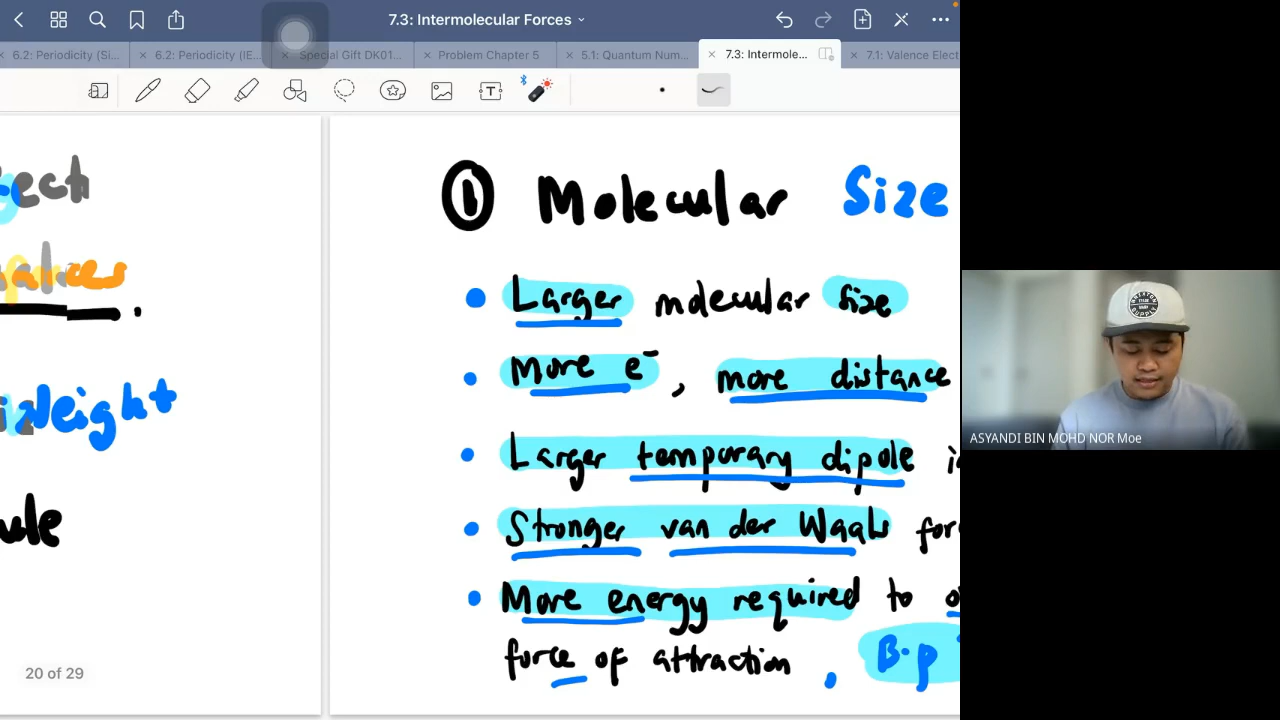 7.3: Intermolecular Forces
6.2: Periodicity (Si...
6.2: Periodicity (IE...
Special Gift DK01...
Problem Chapter 5
5.1: Quantum Num...
7.3: Intermole...
7.1: Valence Elect
T
ech
Weight
b Molecular Size
Larger molecular size
More e⁻, more distance
Larger temporary dipole
Stronger van der Waals for
More energy required to
force of attraction, B.p
20 of 29
ASYANDI BIN MOHD NOR Moe